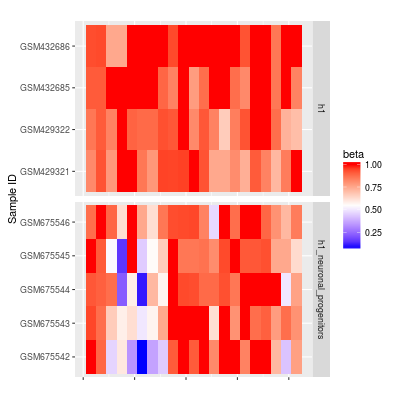 Sample ID
GSM432686
GSM432685
GSM429322
GSM429321
h1
GSM675546
GSM675545
GSM675544
GSM675543
GSM675542
h1_neuronal_progenitors
beta
1.00
0.75
0.50
0.25